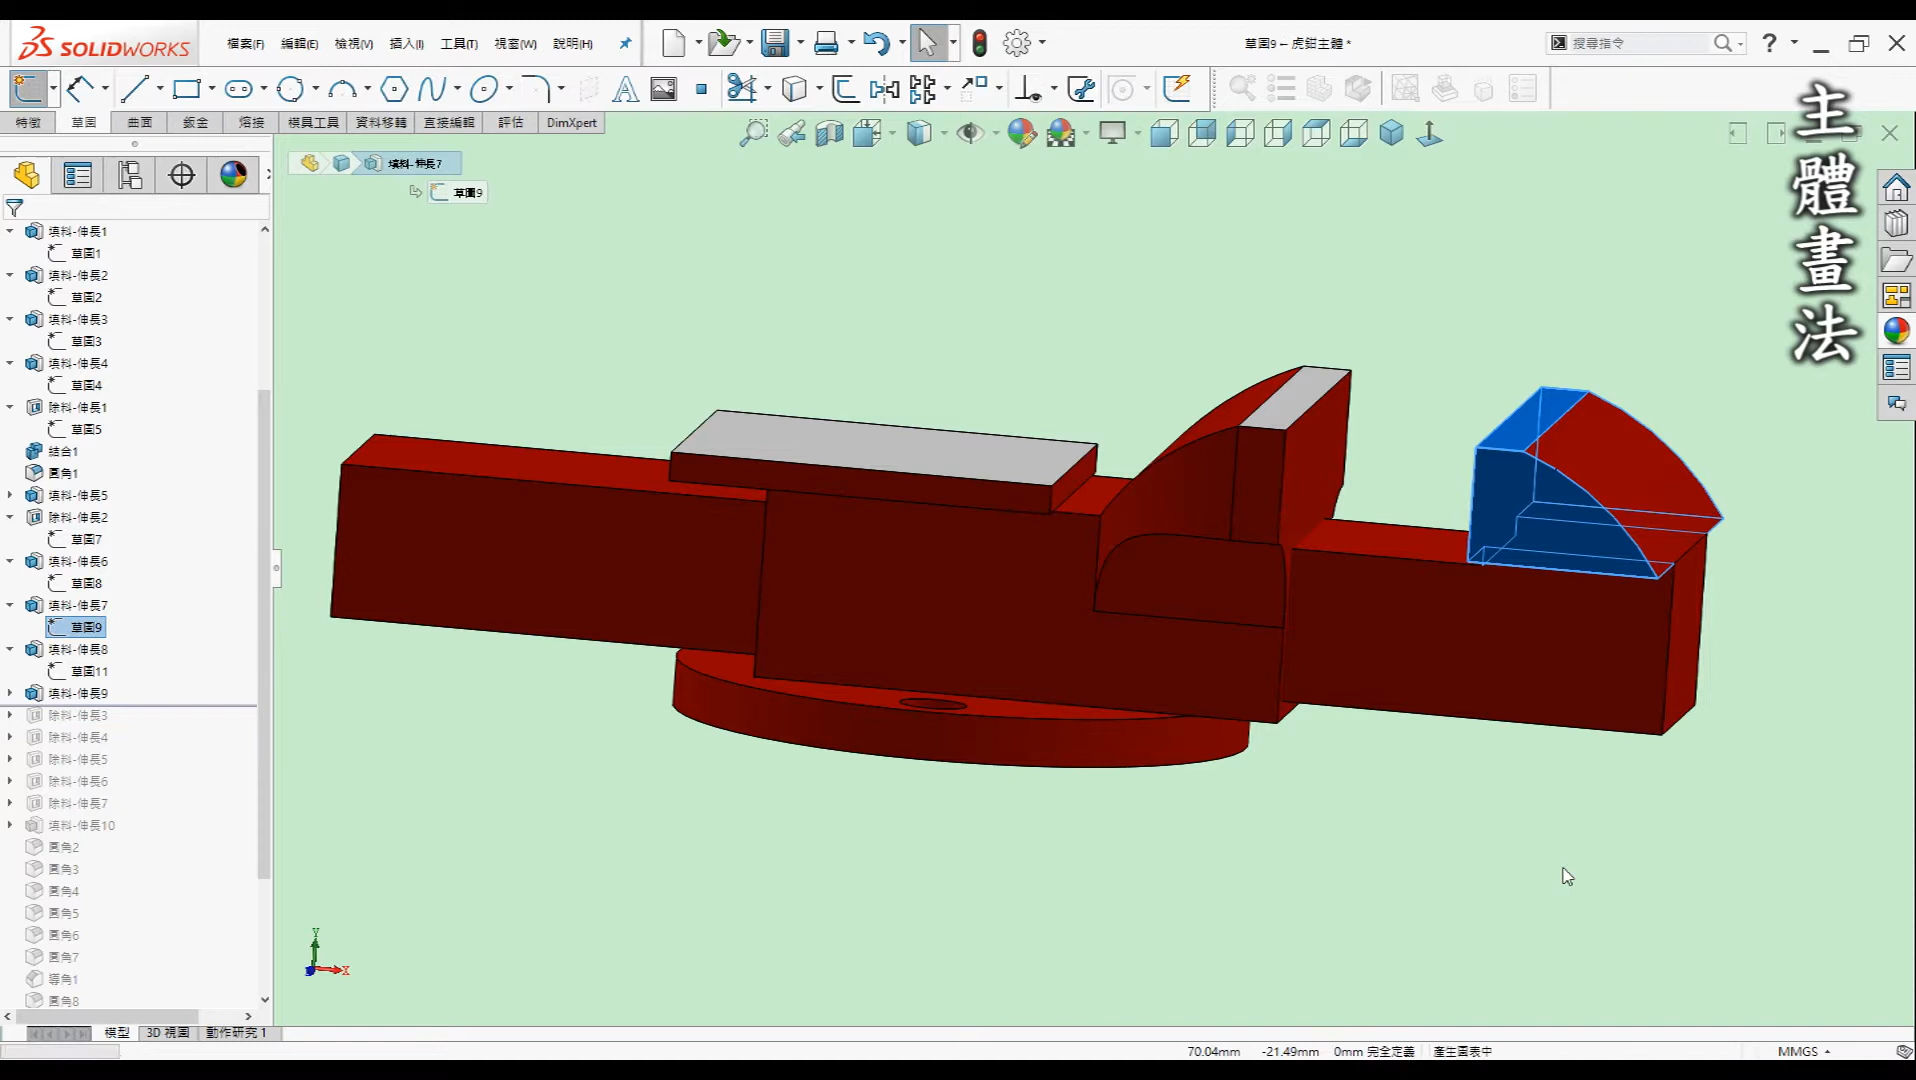 SOLIDWORKS
檔案(F) 編輯(E) 檢視(V) 插入(I) 工具(T) 視窗(W) 說明(H)
草圖9 – 虎鉗主體 *
搜尋指令
特徵 草圖 曲面 鈑金 熔接 模具工具 資料移轉 直接編輯 評估 DimXpert
填料-伸長7
草圖9
主體畫法
填料-伸長1
草圖1
填料-伸長2
草圖2
填料-伸長3
草圖3
填料-伸長4
草圖4
除料-伸長1
草圖5
結合1
圓角1
填料-伸長5
除料-伸長2
草圖7
填料-伸長6
草圖8
填料-伸長7
草圖9
填料-伸長8
草圖11
填料-伸長9
除料-伸長3
除料-伸長4
除料-伸長5
除料-伸長6
除料-伸長7
填料-伸長10
圓角2
圓角3
圓角4
圓角5
圓角6
圓角7
導角1
圓角8
Y
X
模型 3D 視圖 動作研究 1
70.04mm -21.49mm 0mm 完全定義 產生圖表中 MMGS